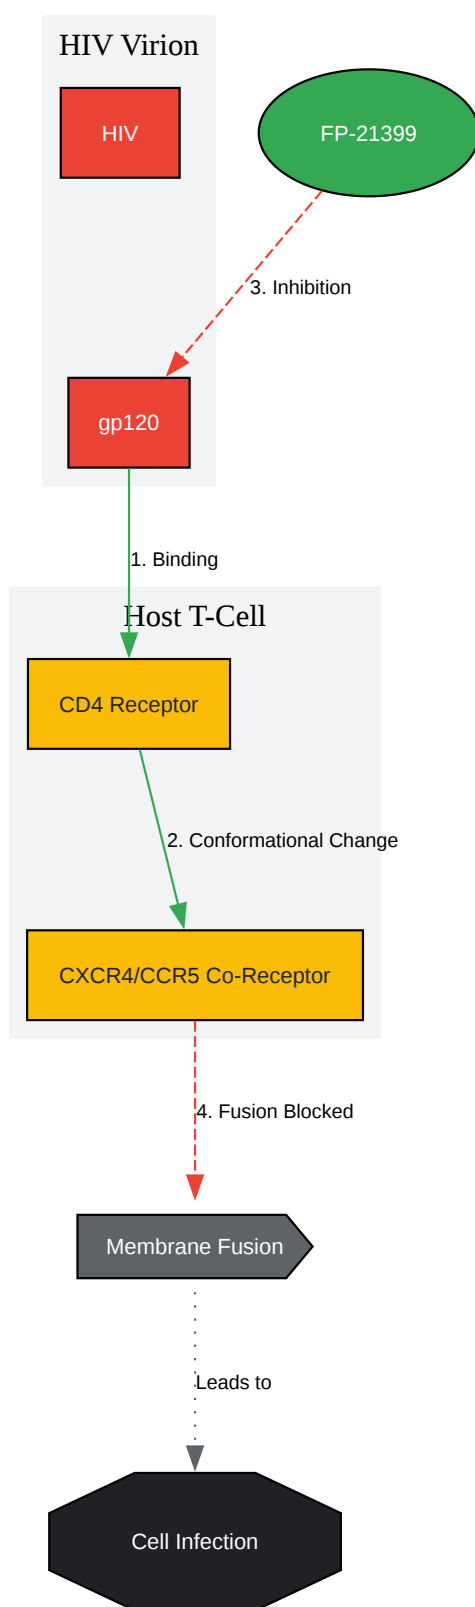 HIV Virion
HIV
FP-21399
3. Inhibition
gp120
1. Binding
Host T-Cell
CD4 Receptor
2. Conformational Change
CXCR4/CCR5 Co-Receptor
4. Fusion Blocked
Membrane Fusion
Leads to
Cell Infection